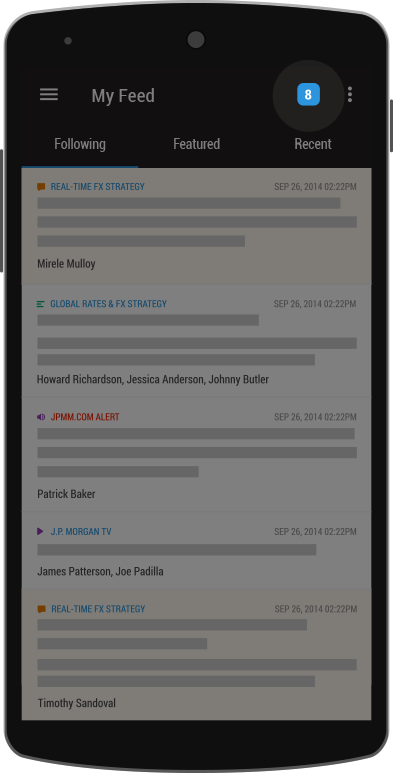 My Feed
8
Following Featured Recent
REAL-TIME FX STRATEGY SEP 26, 2014 02:22PM
Mirele Mulloy
GLOBAL RATES & FX STRATEGY SEP 26, 2014 02:22PM
Howard Richardson, Jessica Anderson, Johnny Butler
JPMM.COM ALERT SEP 26, 2014 02:22PM
Patrick Baker
J.P. MORGAN TV SEP 26, 2014 02:22PM
James Patterson, Joe Padilla
REAL-TIME FX STRATEGY SEP 26, 2014 02:22PM
Timothy Sandoval